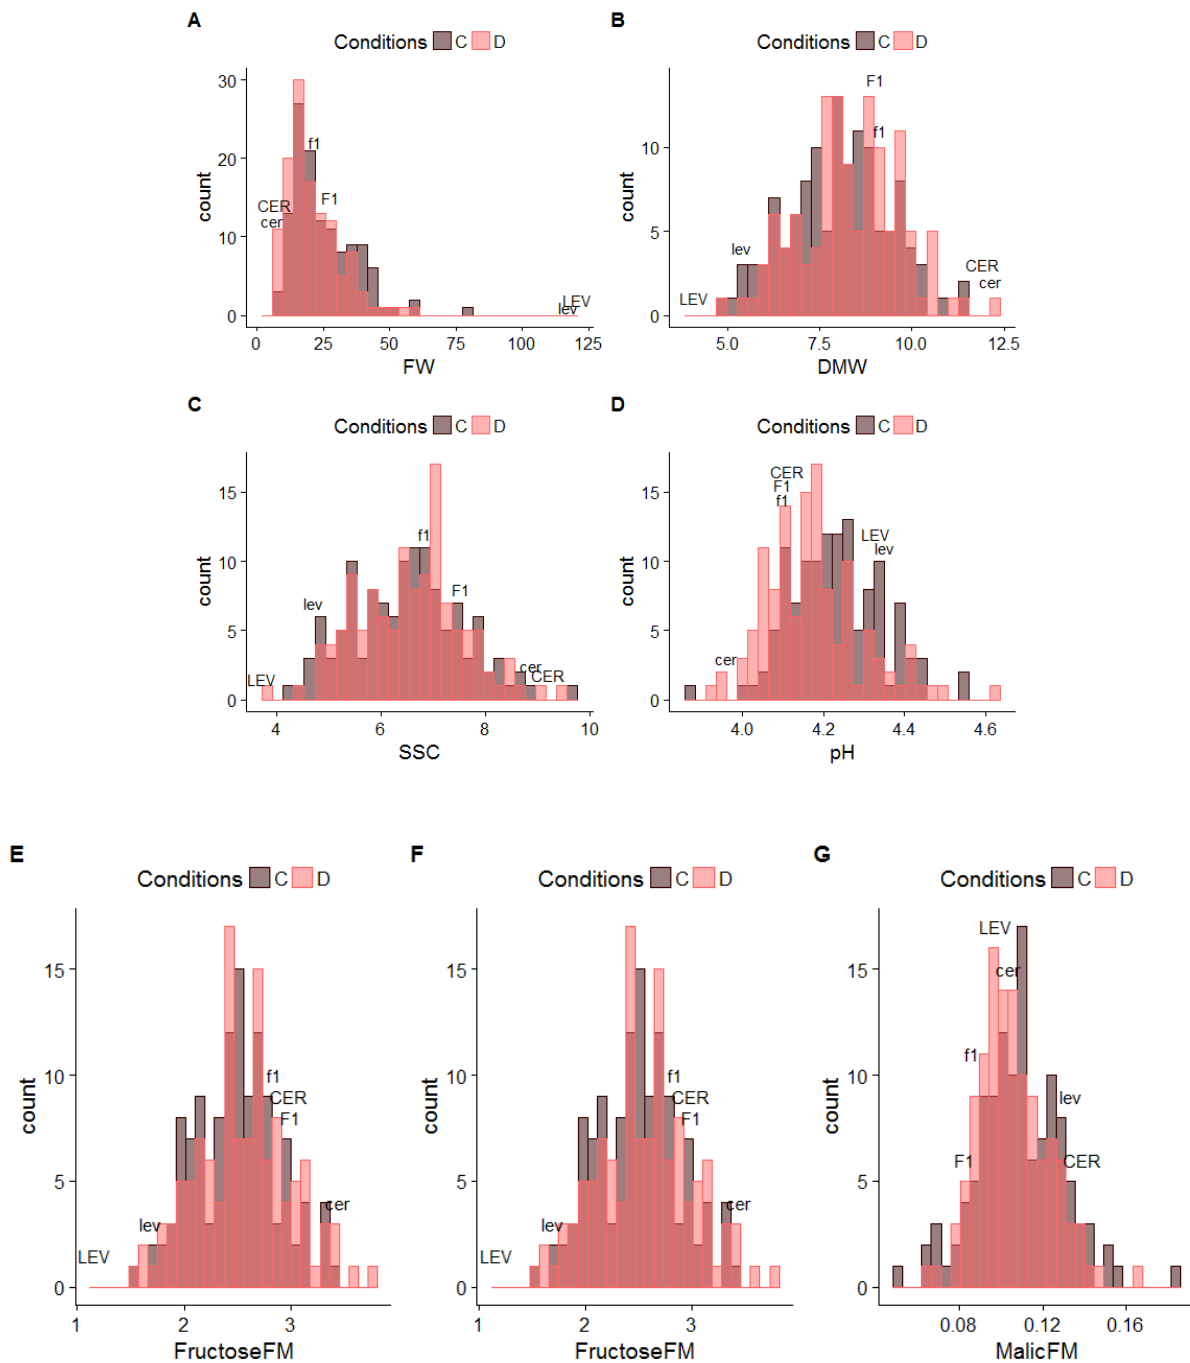 A
Conditions C D
30
20
10
0
count
f1
F1
CER
cer
LEV
lev
0 25 50 75 100 125
FW
B
Conditions C D
10
5
0
count
F1
f1
lev
LEV
CER
cer
5.0 7.5 10.0 12.5
DMW
C
Conditions C D
15
10
5
0
count
f1
F1
lev
LEV
cer
CER
4 6 8 10
SSC
D
Conditions C D
15
10
5
0
count
CER
F1
f1
LEV
lev
cer
4.0 4.2 4.4 4.6
pH
E
Conditions C D
15
10
5
0
count
f1
CER
F1
lev
LEV
cer
1 2 3
FructoseFM
F
Conditions C D
15
10
5
0
count
f1
CER
F1
lev
LEV
cer
1 2 3
FructoseFM
G
Conditions C D
15
10
5
0
count
LEV
cer
f1
lev
F1
CER
0.08 0.12 0.16
MalicFM